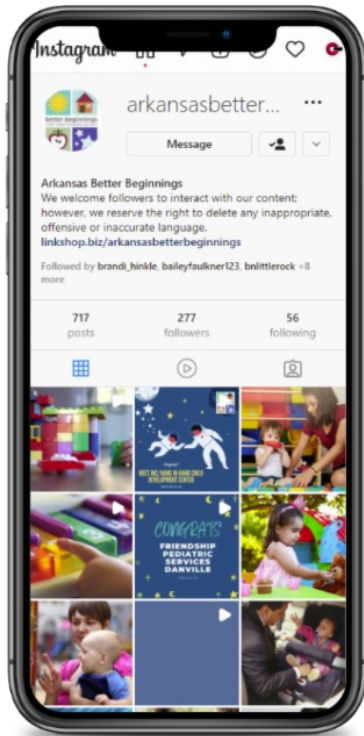 Instagram
better beginnings
arkansasbetter...
Message
Arkansas Better Beginnings
We welcome followers to interact with our content;
however, we reserve the right to delete any inappropriate,
offensive or inaccurate language.
linkshop.biz/arkansasbetterbeginnings
Followed by brandi_hinkle, baileyfaulkner123, bnlittlerock +8
more
717 277 56
posts followers following
DEVELOPMENT CENTER
CONGRATS
FRIENDSHIP
PEDIATRIC
SERVICES
DANVILLE